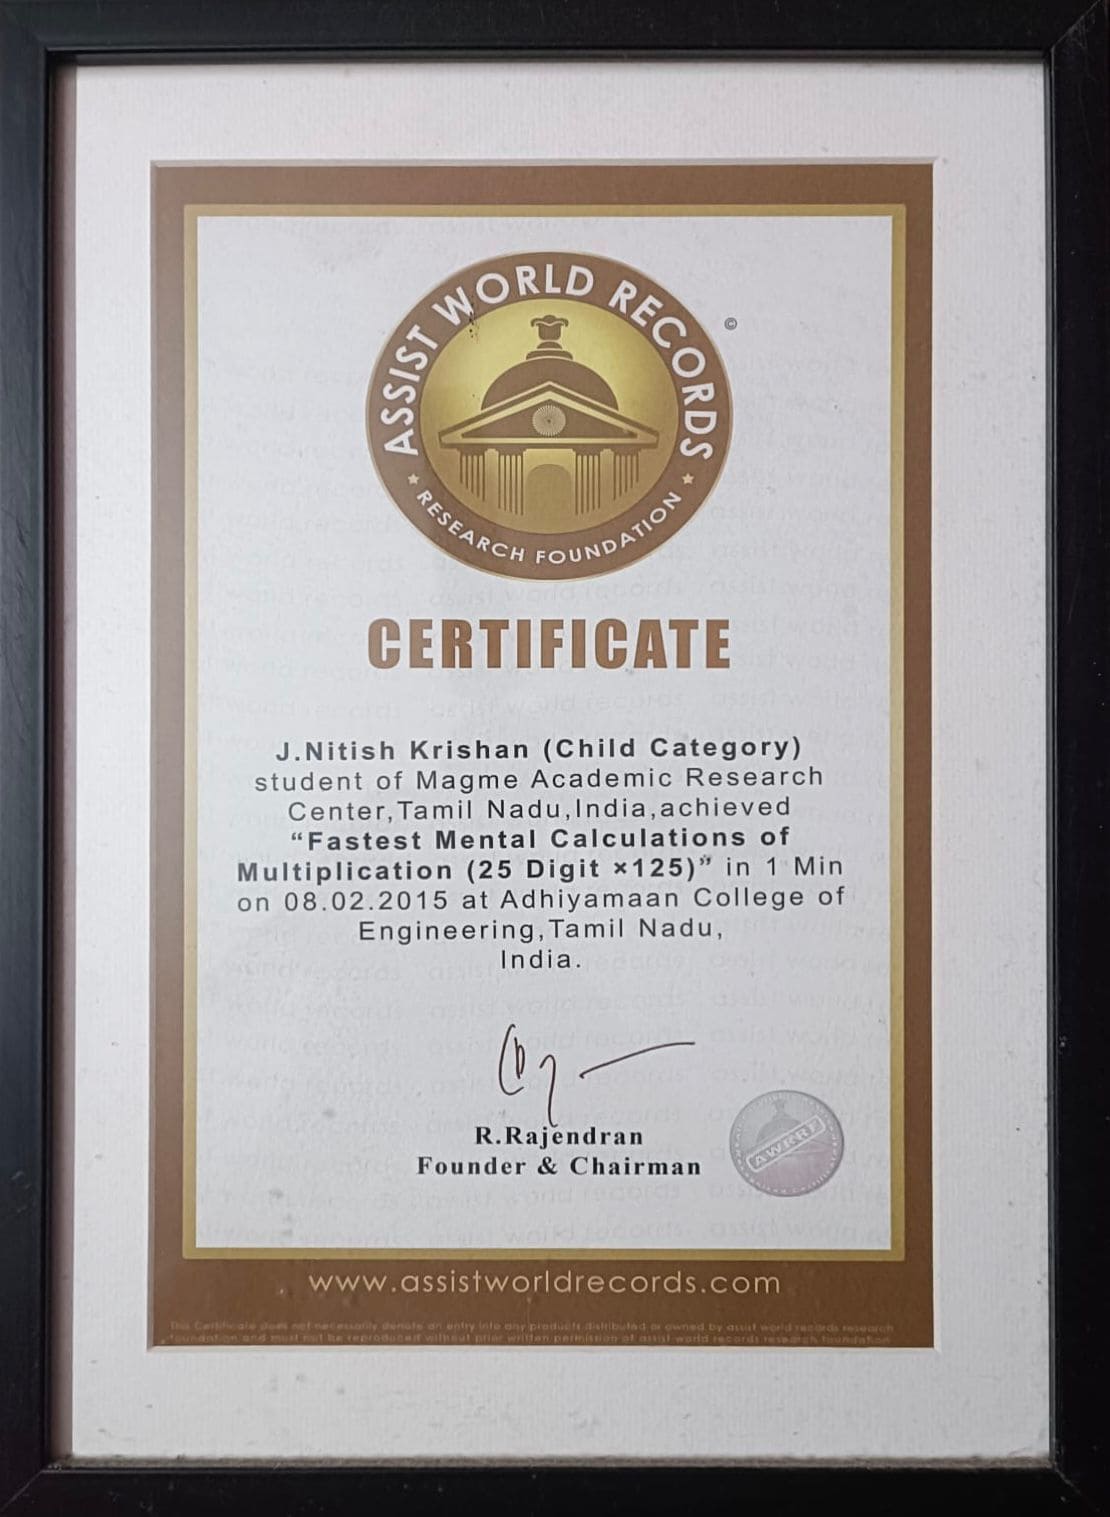 ASSIST WORLD RECORDS
©
RESEARCH FOUNDATION
CERTIFICATE
J.Nitish Krishan (Child Category)
student of Magme Academic Research
Center,Tamil Nadu,India,achieved
“Fastest Mental Calculations of
Multiplication (25 Digit ×125)” in 1 Min
on 08.02.2015 at Adhiyamaan College of
Engineering,Tamil Nadu,
India.
R.Rajendran
Founder & Chairman
AWRRF
www.assistworldrecords.com
This Certificate does not necessarily denote an entry into any products distributed or owned by assist world records research
foundation and must not be reproduced without prior written permission of assist world records research foundation